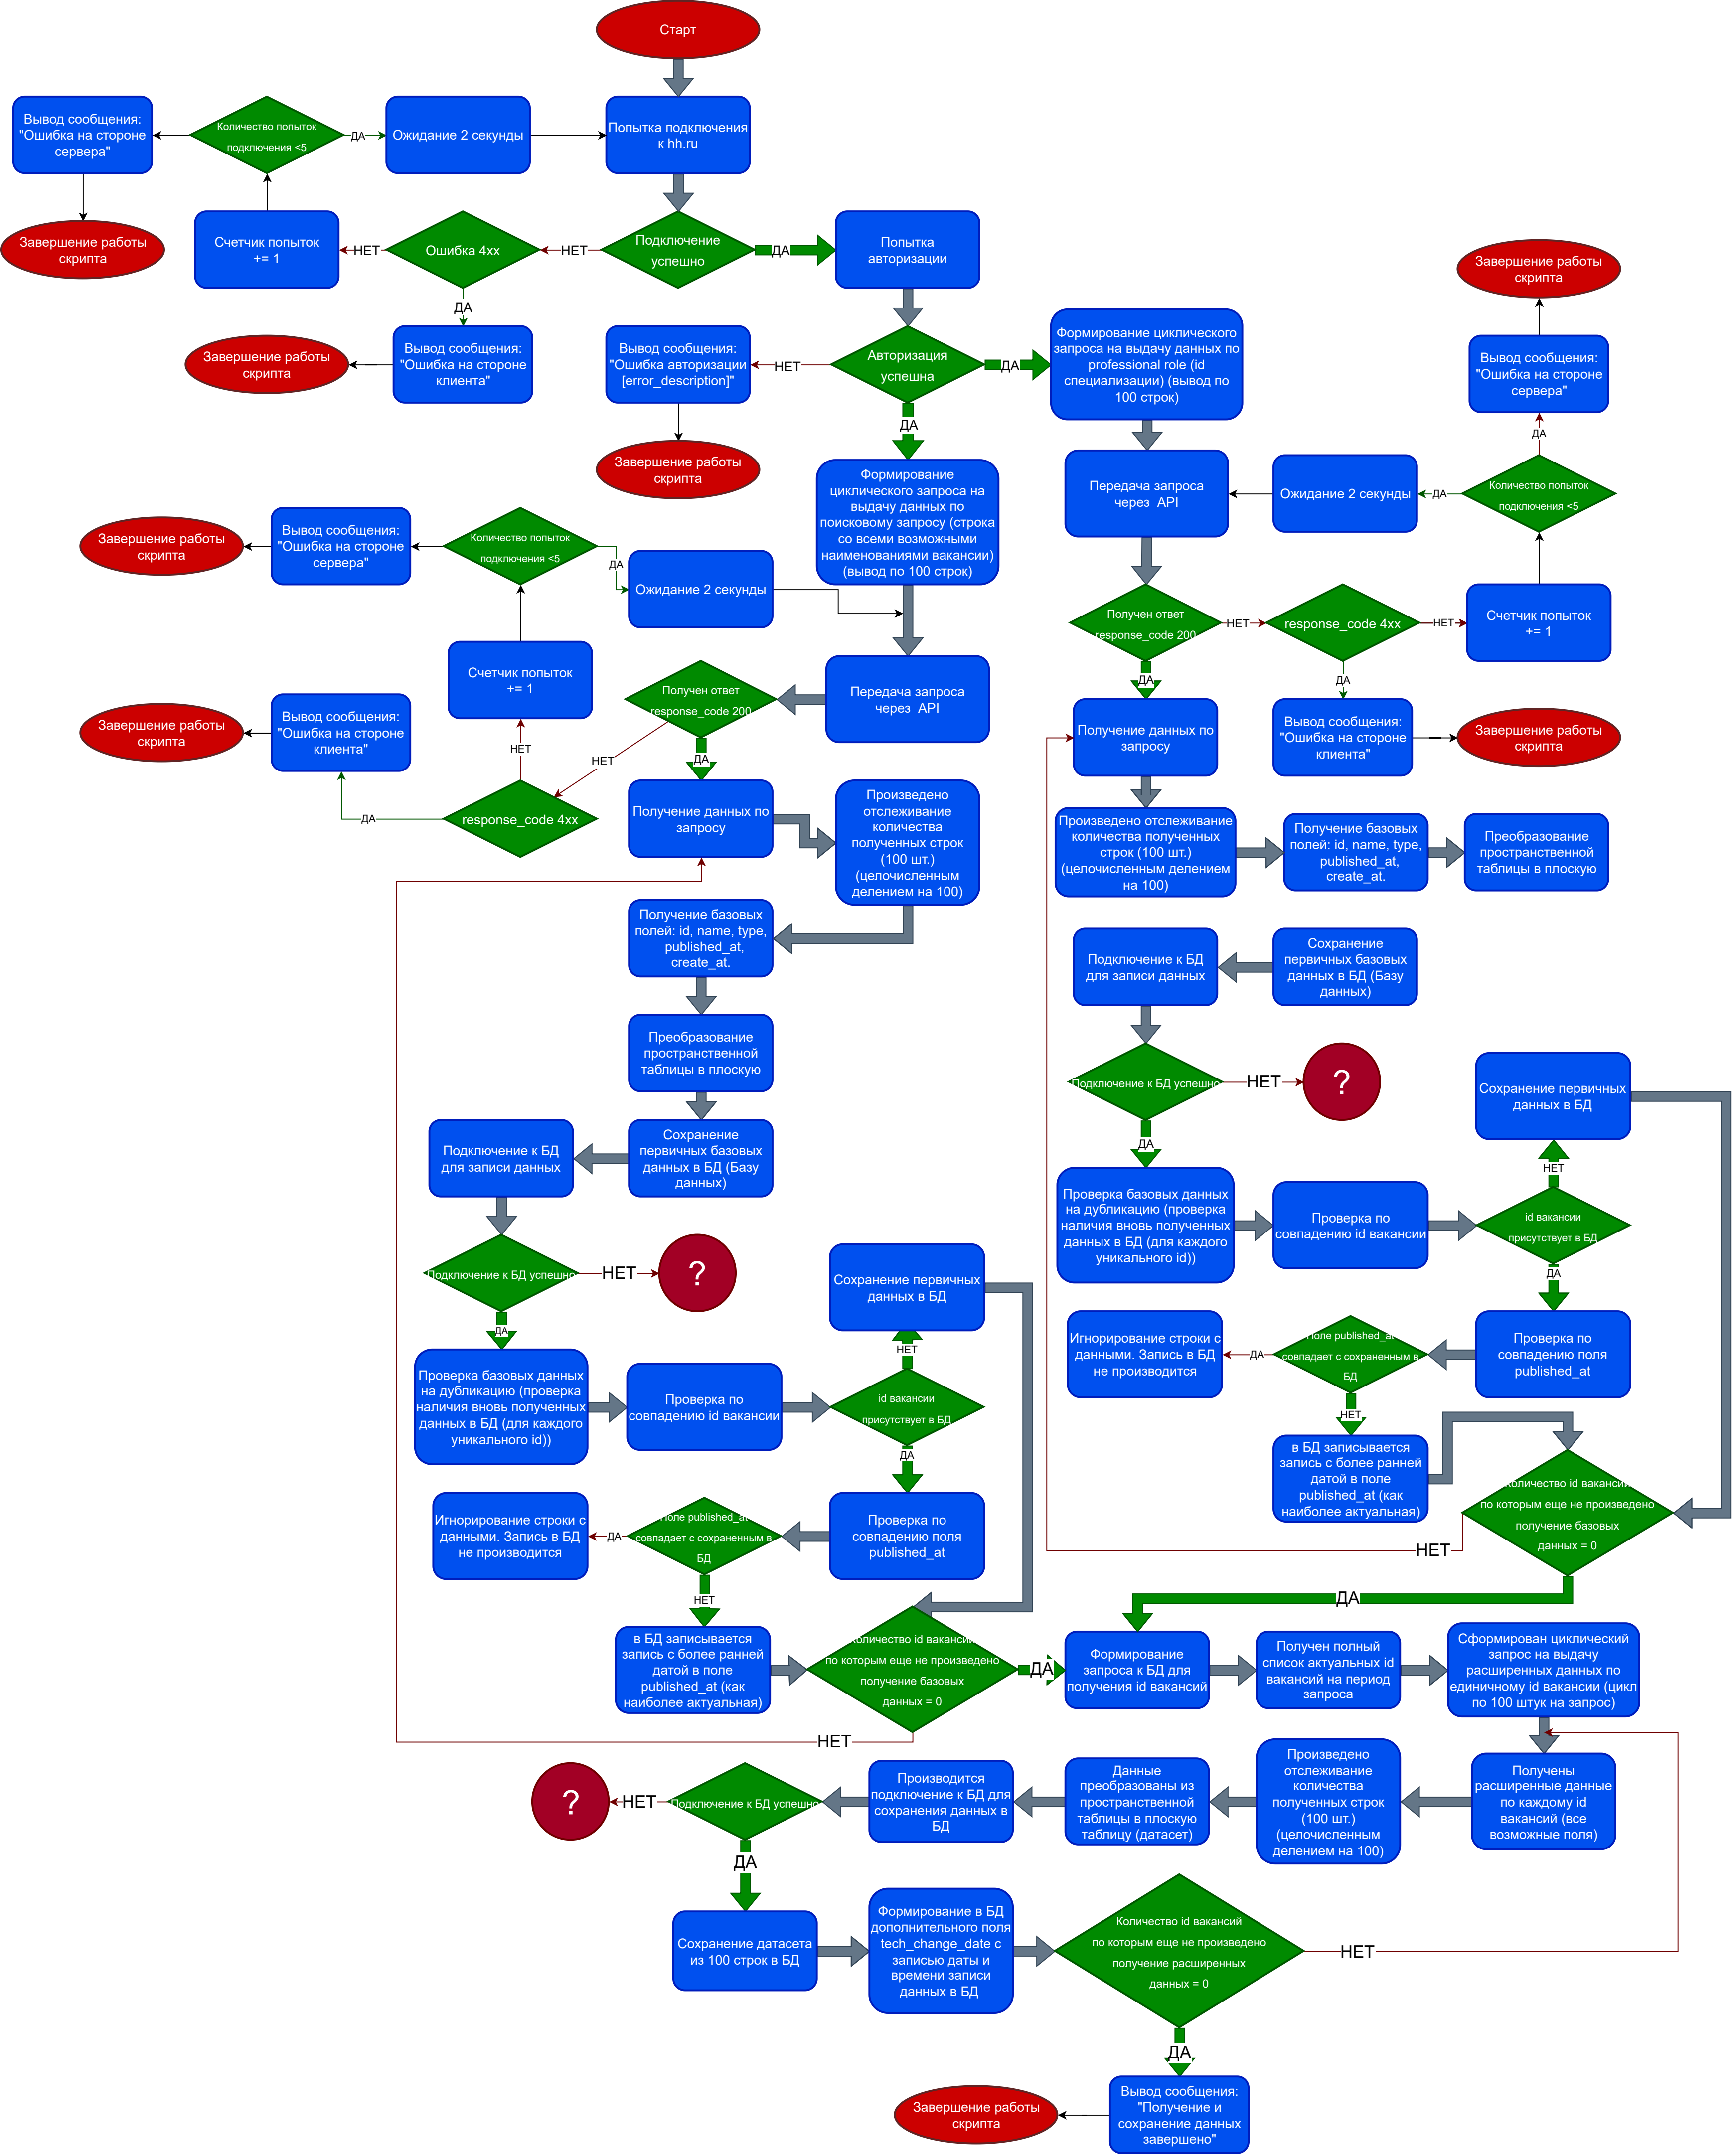 Старт
Вывод сообщения:
"Ошибка на стороне
сервера"
Количество попыток
подключения <5
ДА
Ожидание 2 секунды
Попытка подключения
к hh.ru
Завершение работы
скрипта
Счетчик попыток
+= 1
НЕТ
Ошибка 4xx
НЕТ
Подключение
успешно
ДА
Попытка
авторизации
ДА
Завершение работы
скрипта
Вывод сообщения:
"Ошибка на стороне
клиента"
Вывод сообщения:
"Ошибка авторизации
[error_description]"
НЕТ
Авторизация
успешна
ДА
Формирование циклического
запроса на выдачу данных по
professional role (id
специализации) (вывод по
100 строк)
Завершение работы
скрипта
Вывод сообщения:
"Ошибка на стороне
сервера"
ДА
Завершение работы
скрипта
ДА
Передача запроса
через  API
Ожидание 2 секунды
ДА
Количество попыток
подключения <5
Формирование
циклического запроса на
выдачу данных по
поисковому запросу (строка
со всеми возможными
наименованиями вакансии)
(вывод по 100 строк)
Завершение работы
скрипта
Вывод сообщения:
"Ошибка на стороне
сервера"
Количество попыток
подключения <5
ДА
Ожидание 2 секунды
Получен ответ
response_code 200
НЕТ
response_code 4xx
НЕТ
Счетчик попыток
+= 1
Счетчик попыток
+= 1
Получен ответ
response_code 200
Передача запроса
через  API
ДА
ДА
Завершение работы
скрипта
Вывод сообщения:
"Ошибка на стороне
клиента"
НЕТ
НЕТ
ДА
Получение данных по
запросу
Вывод сообщения:
"Ошибка на стороне
клиента"
Завершение работы
скрипта
ДА
response_code 4xx
Получение данных по
запросу
Произведено
отслеживание
количества
полученных строк
(100 шт.)
(целочисленным
делением на 100)
Произведено отслеживание
количества полученных
строк (100 шт.)
(целочисленным делением
на 100)
Получение базовых
полей: id, name, type,
published_at,
create_at.
Преобразование
пространственной
таблицы в плоскую
Получение базовых
полей: id, name, type,
published_at,
create_at.
Подключение к БД
для записи данных
Сохранение
первичных базовых
данных в БД (Базу
данных)
Преобразование
пространственной
таблицы в плоскую
Подключение к БД успешно
НЕТ
?
Сохранение первичных
данных в БД
Подключение к БД
для записи данных
Сохранение
первичных базовых
данных в БД (Базу
данных)
ДА
НЕТ
Проверка базовых данных
на дубликацию (проверка
наличия вновь полученных
данных в БД (для каждого
уникального id))
Проверка по
совпадению id вакансии
id вакансии
присутствует в БД
Подключение к БД успешно
НЕТ
?
Сохранение первичных
данных в БД
ДА
ДА
НЕТ
Игнорирование строки с
данными. Запись в БД
не производится
ДА
Поле published_at
совпадает с сохраненным в
БД
Проверка по
совпадению поля
published_at
Проверка базовых данных
на дубликацию (проверка
наличия вновь полученных
данных в БД (для каждого
уникального id))
Проверка по
совпадению id вакансии
id вакансии
присутствует в БД
НЕТ
ДА
в БД записывается
запись с более ранней
датой в поле
published_at (как
наиболее актуальная)
Количество id вакансий
по которым еще не произведено
получение базовых
данных = 0
НЕТ
Игнорирование строки с
данными. Запись в БД
не производится
ДА
Поле published_at
совпадает с сохраненным в
БД
Проверка по
совпадению поля
published_at
НЕТ
ДА
в БД записывается
запись с более ранней
датой в поле
published_at (как
наиболее актуальная)
Количество id вакансий
по которым еще не произведено
получение базовых
данных = 0
ДА
Формирование
запроса к БД для
получения id вакансий
Получен полный
список актуальных id
вакансий на период
запроса
Сформирован циклический
запрос на выдачу
расширенных данных по
единичному id вакансии (цикл
по 100 штук на запрос)
НЕТ
?
НЕТ
Подключение к БД успешно
Производится
подключение к БД для
сохранения данных в
БД
Данные
преобразованы из
пространственной
таблицы в плоскую
таблицу (датасет)
Произведено
отслеживание
количества
полученных строк
(100 шт.)
(целочисленным
делением на 100)
Получены
расширенные данные
по каждому id
вакансий (все
возможные поля)
ДА
Сохранение датасета
из 100 строк в БД
Формирование в БД
дополнительного поля
tech_change_date с
записью даты и
времени записи
данных в БД
Количество id вакансий
по которым еще не произведено
получение расширенных
данных = 0
НЕТ
ДА
Завершение работы
скрипта
Вывод сообщения:
"Получение и
сохранение данных
завершено"